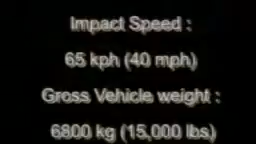 Impact Speed :
65 kph (40 mph)
Gross Vehicle weight :
6800 kg (15,000 lbs)